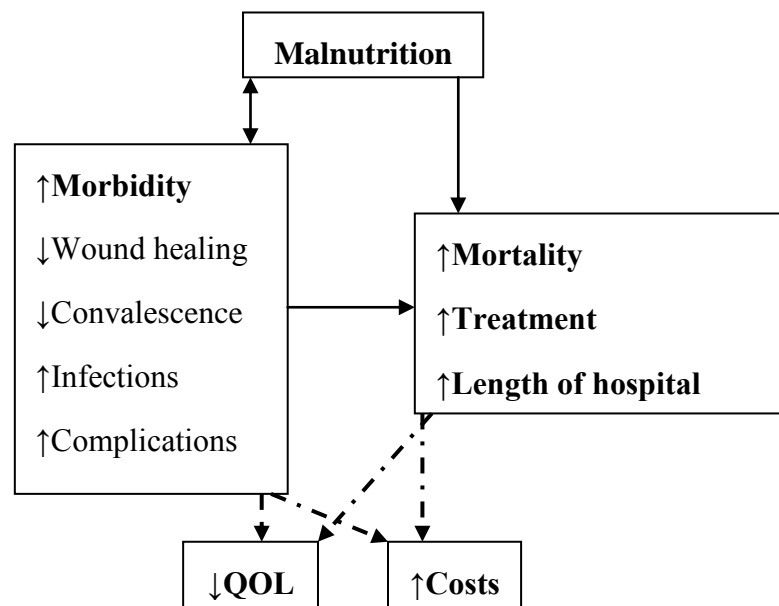 Malnutrition
↑Morbidity
↓Wound healing
↓Convalescence
↑Infections
↑Complications
↑Mortality
↑Treatment
↑Length of hospital
↓QOL
↑Costs